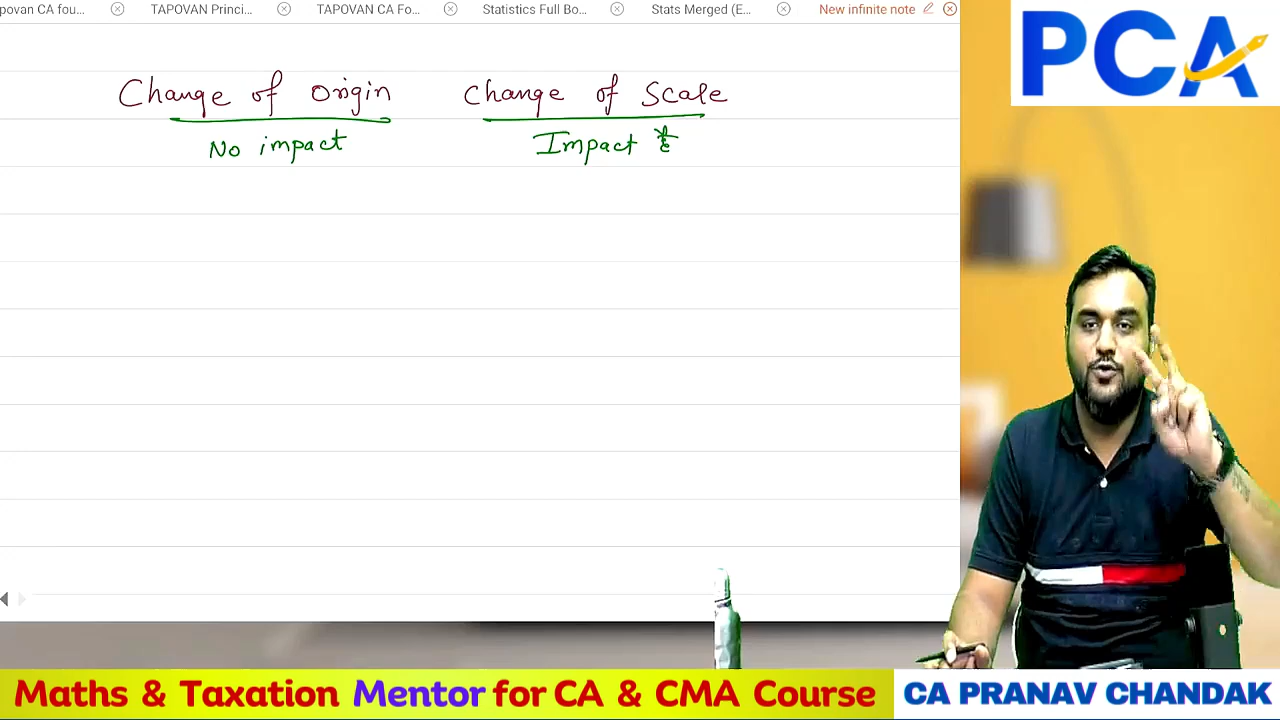 povan CA fou... TAPOVAN Princi... TAPOVAN CA Fo... Statistics Full Bo... Stats Merged (E... New infinite note
PCA
Change of Origin Change of Scale
No impact Impact
Maths & Taxation Mentor for CA & CMA Course
CA PRANAV CHANDAK